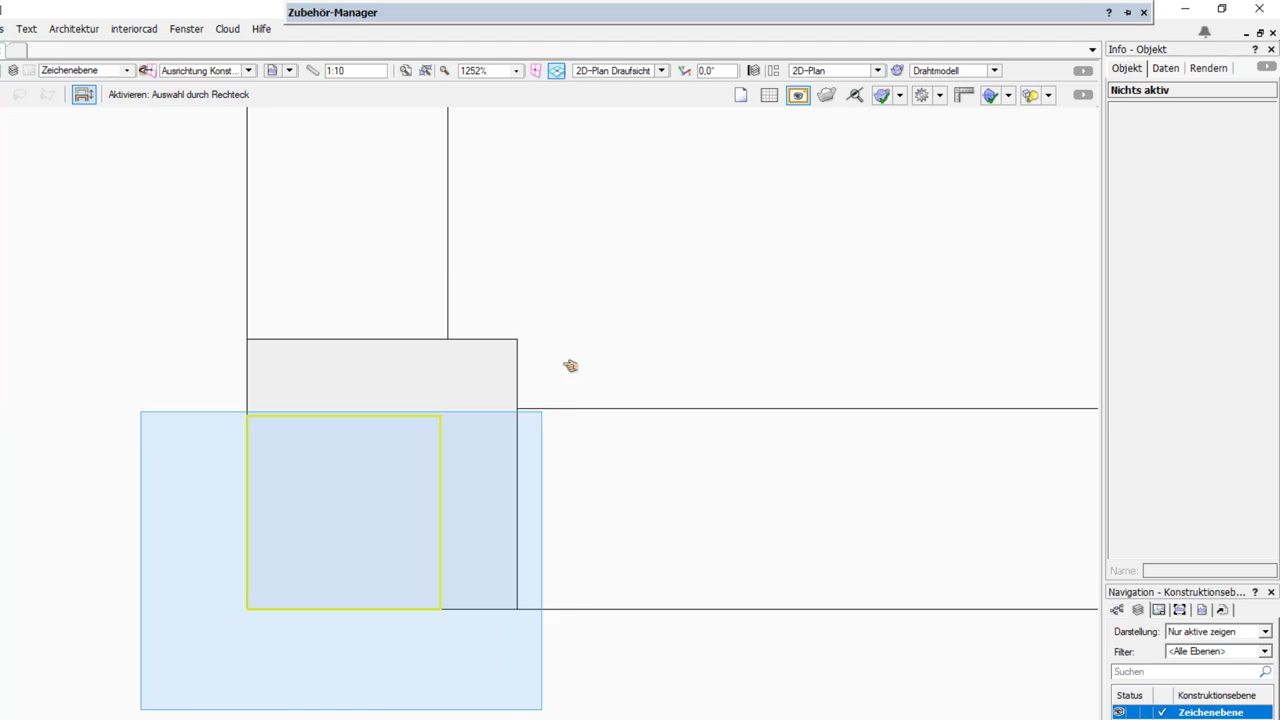 Zubehör-Manager
?
s Text Architektur interiorcad Fenster Cloud Hilfe
Info - Objekt ?
Zeichenebene Ausrichtung Konst... 1:10 1252% 2D-Plan Draufsicht 0,0° 2D-Plan Drahtmodell
Objekt Daten Rendern
Aktivieren: Auswahl durch Rechteck
Nichts aktiv
Name:
Navigation - Konstruktionseb... ?
Darstellung: Nur aktive zeigen
Filter: <Alle Ebenen>
Suchen
Status Konstruktionsebene
Zeichenebene